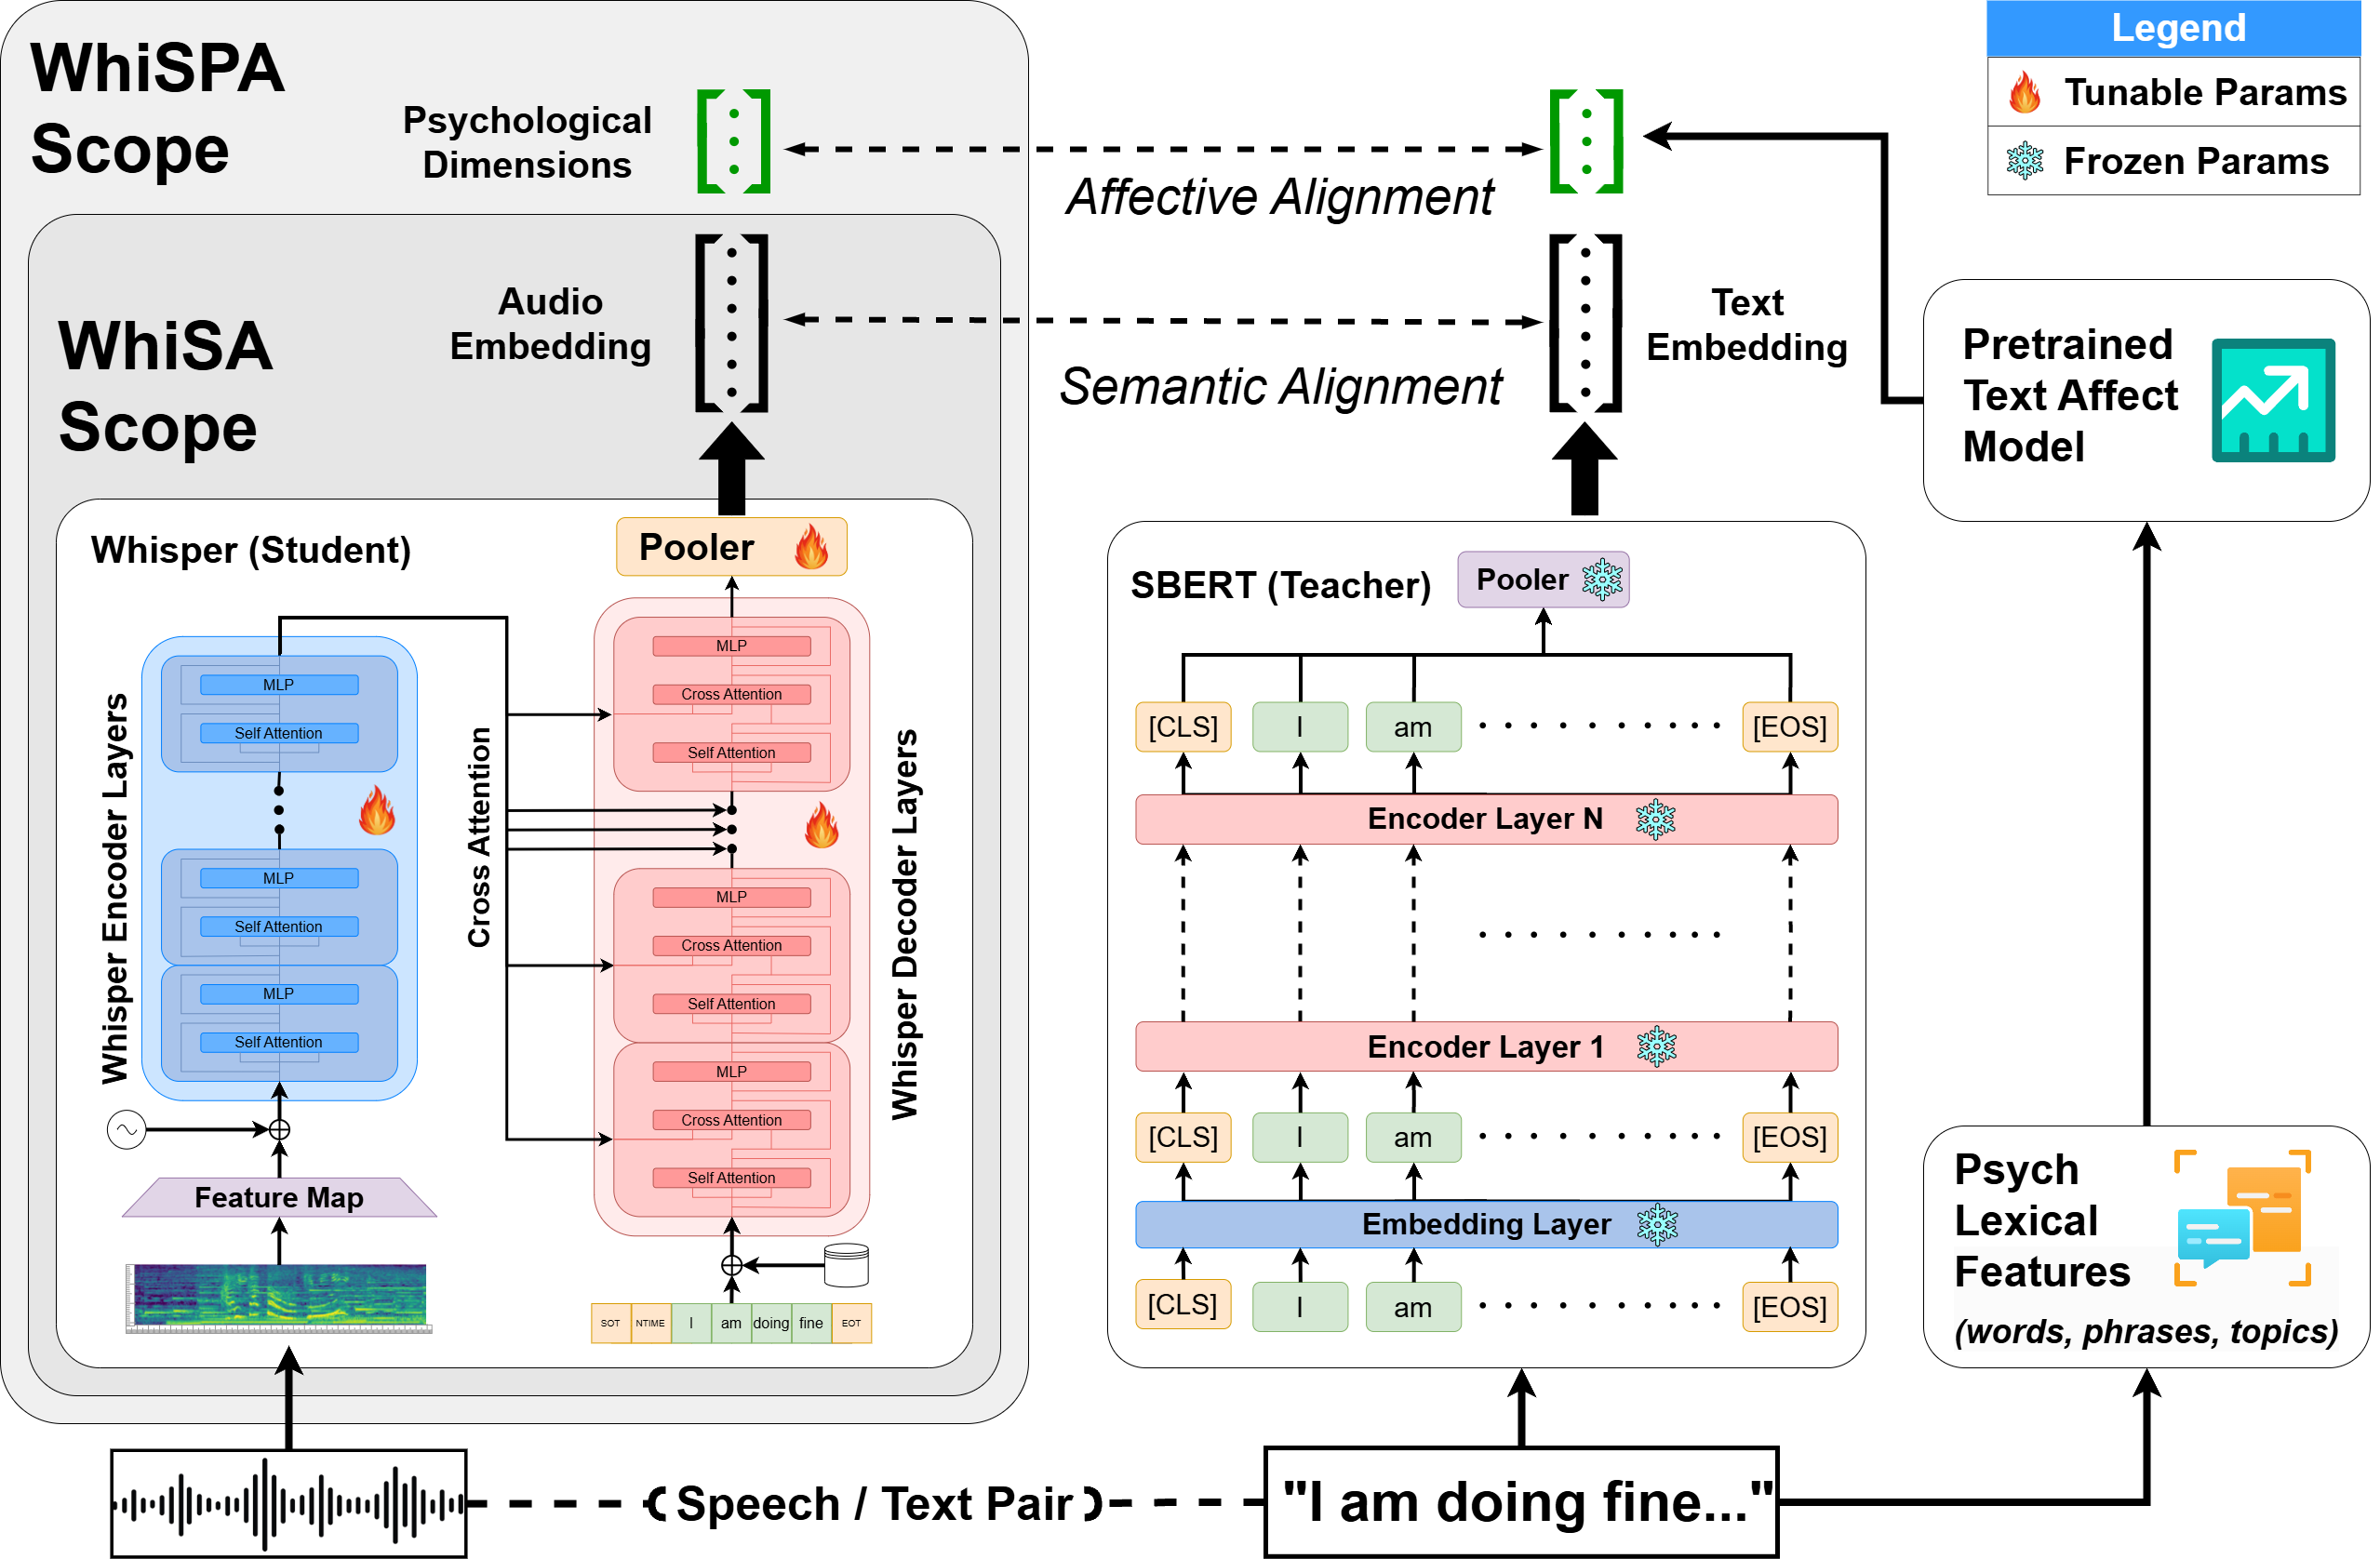 WhiSPA
Scope
Psychological
Dimensions
Affective Alignment
Legend
Tunable Params
Frozen Params
WhiSA
Scope
Audio
Embedding
Semantic Alignment
Text
Embedding
Pretrained
Text Affect
Model
Whisper (Student)
Pooler
Whisper Encoder Layers
MLP
Self Attention
MLP
Self Attention
MLP
Self Attention
Cross Attention
MLP
Cross Attention
Self Attention
MLP
Cross Attention
Self Attention
MLP
Cross Attention
Self Attention
Whisper Decoder Layers
Feature Map
SOT NTIME I am doing fine EOT
SBERT (Teacher)
Pooler
[CLS] I am . . . . . . . . . . [EOS]
Encoder Layer N
. . . . . . . . . .
Encoder Layer 1
[CLS] I am . . . . . . . . . . [EOS]
Embedding Layer
[CLS] I am . . . . . . . . . . [EOS]
Psych
Lexical
Features
(words, phrases, topics)
(Speech / Text Pair)
"I am doing fine..."